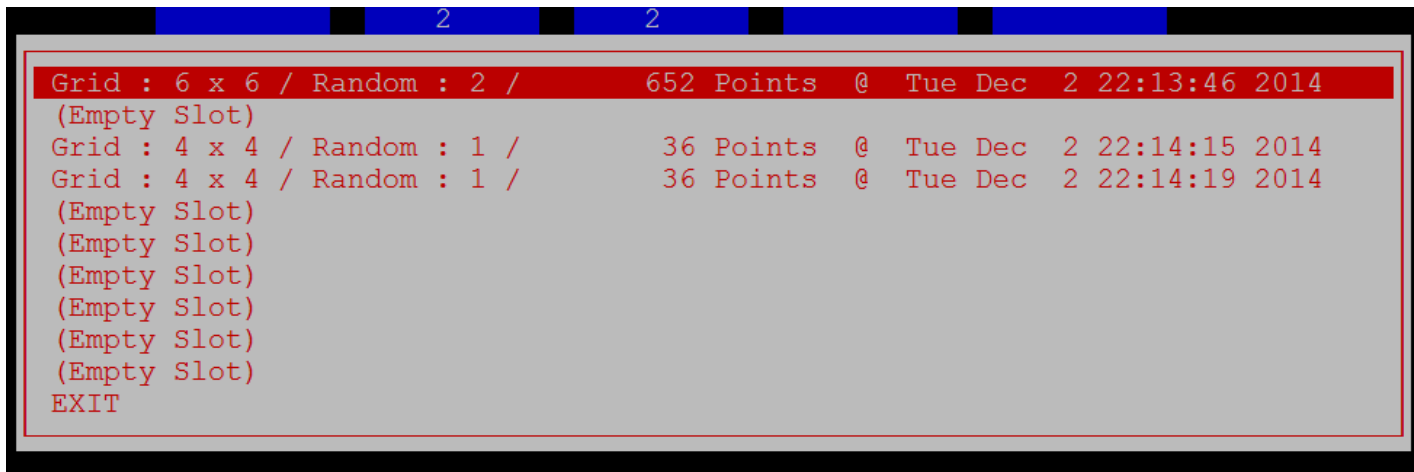 2 2
Grid : 6 x 6 / Random : 2 / 652 Points @ Tue Dec 2 22:13:46 2014
(Empty Slot)
Grid : 4 x 4 / Random : 1 / 36 Points @ Tue Dec 2 22:14:15 2014
Grid : 4 x 4 / Random : 1 / 36 Points @ Tue Dec 2 22:14:19 2014
(Empty Slot)
(Empty Slot)
(Empty Slot)
(Empty Slot)
(Empty Slot)
(Empty Slot)
EXIT